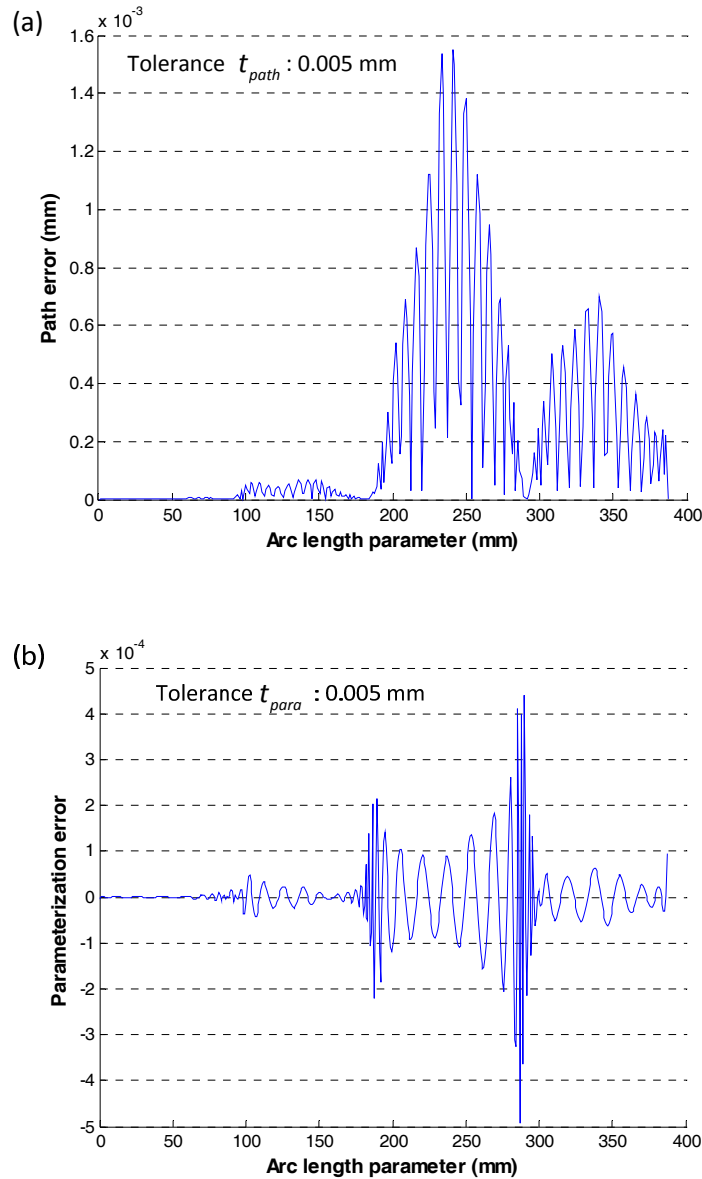 (a)
x 10-3
Tolerance tpath : 0.005 mm
1.6
1.4
1.2
1
0.8
0.6
0.4
0.2
0
Path error (mm)
0 50 100 150 200 250 300 350 400
Arc length parameter (mm)
(b)
x 10-4
Tolerance tpara : 0.005 mm
5
4
3
2
1
0
-1
-2
-3
-4
-5
Parameterization error
0 50 100 150 200 250 300 350 400
Arc length parameter (mm)